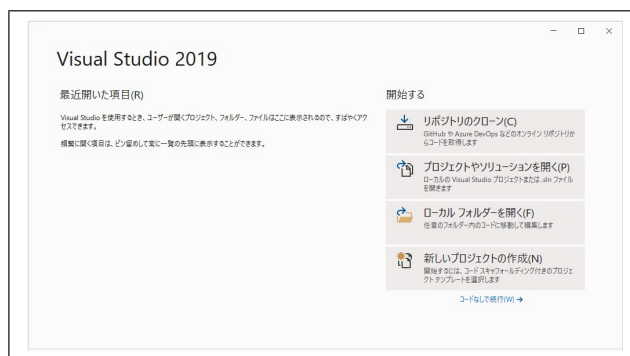 Visual Studio 2019
最近開いた項目(R)
Visual Studio を使用するとき、ユーザーが開くプロジェクト、フォルダー、ファイルはここに表示されるので、すばやくアク
セスできます。
頻繁に開く項目は、ピン留めして常に一覧の先頭に表示することができます。
開始する
リポジトリのクローン(C)
GitHub や Azure DevOps などのオンライン リポジトリか
らコードを取得します
プロジェクトやソリューションを開く(P)
ローカルの Visual Studio プロジェクトまたは .sln ファイル
を開きます
ローカル フォルダーを開く(F)
任意のフォルダー内のコードに移動して編集します
新しいプロジェクトの作成(N)
開始するには、コード スキャフォールディング付きのプロジェ
クト テンプレートを選択します
コードなしで続行(W) →